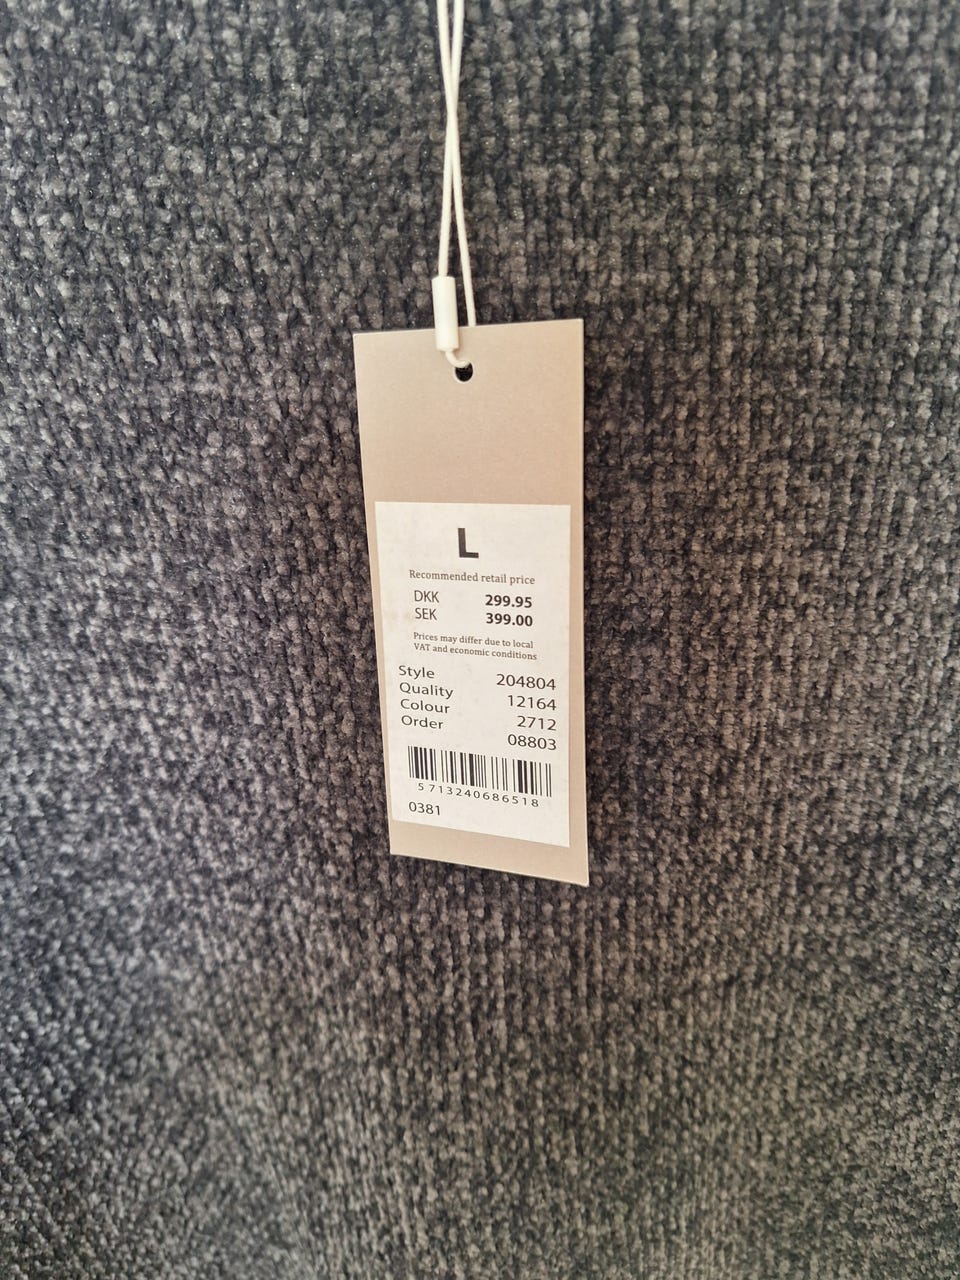 L
Recommended retail price
DKK 299.95
SEK 399.00
Prices may differ due to local
VAT and economic conditions
Style 204804
Quality 12164
Colour 2712
Order 08803
5713240686518
0381